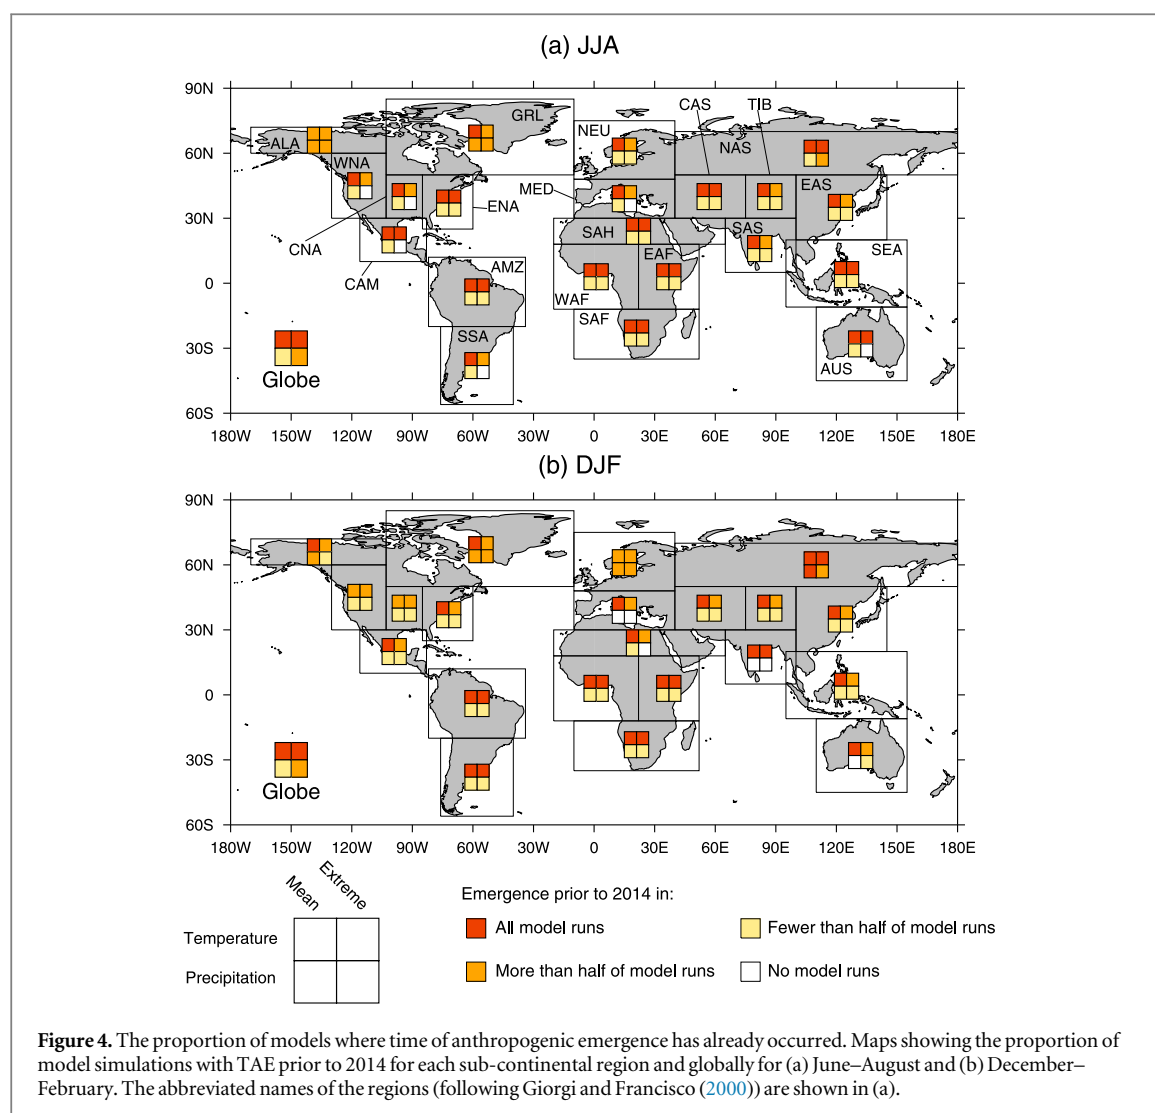 (a) JJA
90N
60N
30N
0
30S
60S
180W 150W 120W 90W 60W 30W 0 30E 60E 90E 120E 150E 180E
GRL
CAS
TIB
NEU
NAS
ALA
WNA
MED
EAS
ENA
SAH
SAS
CNA
EAF
SEA
CAM
AMZ
WAF
SAF
SSA
AUS
Globe
(b) DJF
90N
60N
30N
0
30S
60S
180W 150W 120W 90W 60W 30W 0 30E 60E 90E 120E 150E 180E
Globe
Mean
Extreme
Temperature
Precipitation
Emergence prior to 2014 in:
All model runs
Fewer than half of model runs
More than half of model runs
No model runs
Figure 4. The proportion of models where time of anthropogenic emergence has already occurred. Maps showing the proportion of
model simulations with TAE prior to 2014 for each sub-continental region and globally for (a) June–August and (b) December–
February. The abbreviated names of the regions (following Giorgi and Francisco (2000)) are shown in (a).